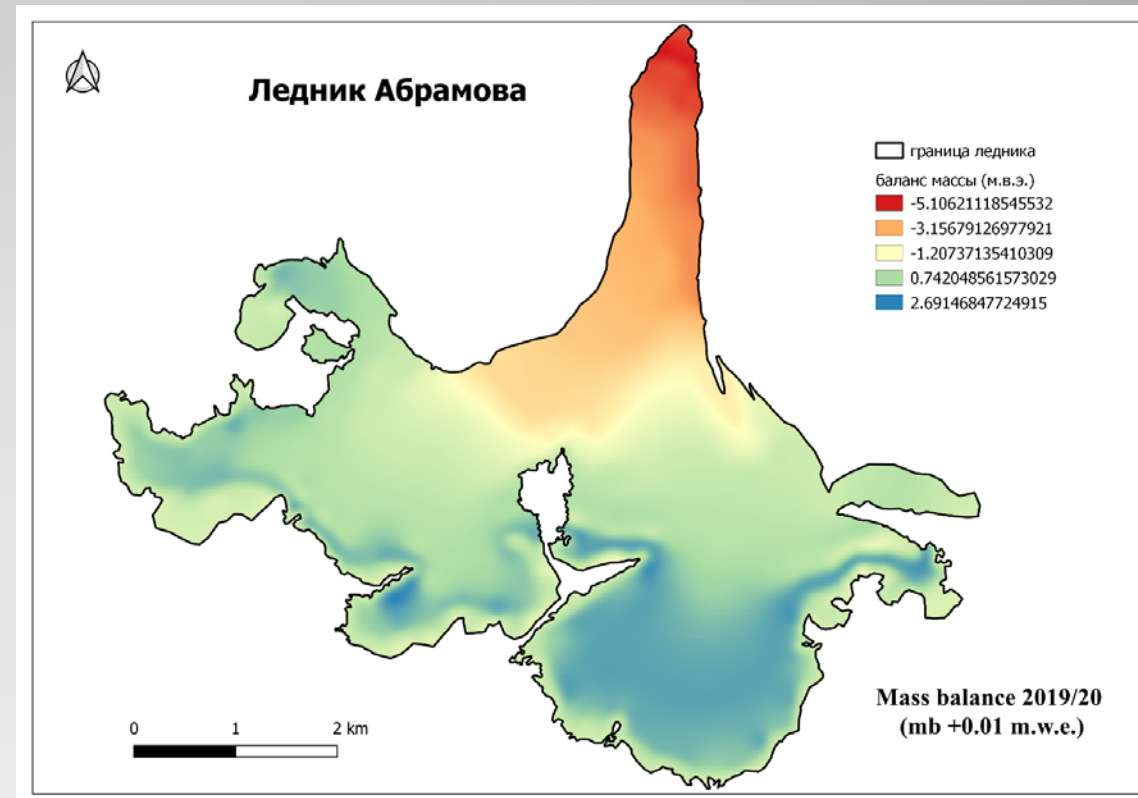 Ледник Абрамова
граница ледника
баланс массы (м.в.э.)
-5.10621118545532
-3.15679126977921
-1.20737135410309
0.742048561573029
2.69146847724915
Mass balance 2019/20
(mb +0.01 m.w.e.)
0 1 2 km